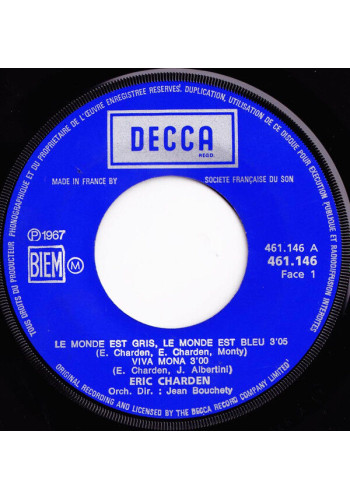 TOUS DROITS DU PRODUCTEUR PHONOGRAPHIQUE ET DU PROPRIETAIRE DE L'ŒUVRE ENREGISTREE RESERVES. DUPLICATION, UTILISATION DE CE DISQUE POUR EXECUTION PUBLIQUE ET RADIODIFFUSION INTERDITES
DECCA
REGD.
MADE IN FRANCE BY SOCIETE FRANÇAISE DU SON
℗1967
BIEM M
461.146 A
461.146
Face 1
LE MONDE EST GRIS, LE MONDE EST BLEU 3'05
(E. Charden, E. Charden, Monty)
VIVA MONA 3'00
(E. Charden, J. Albertini)
ERIC CHARDEN
Orch. Dir. : Jean Bouchety
ORIGINAL RECORDING AND LICENSED BY THE DECCA RECORD COMPANY LIMITED!